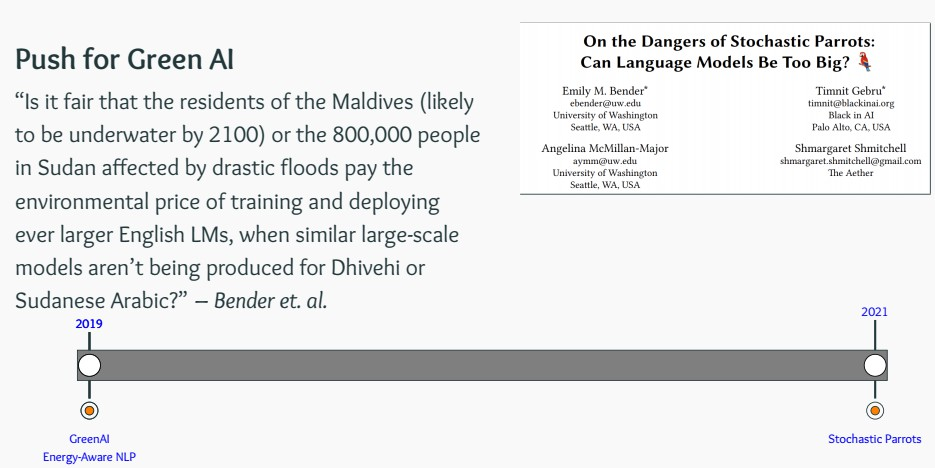 Push for Green AI
“Is it fair that the residents of the Maldives (likely
to be underwater by 2100) or the 800,000 people
in Sudan affected by drastic floods pay the
environmental price of training and deploying
ever larger English LMs, when similar large-scale
models aren’t being produced for Dhivehi or
Sudanese Arabic?” – Bender et. al.
On the Dangers of Stochastic Parrots:
Can Language Models Be Too Big? 🦜
Emily M. Bender*
ebender@uw.edu
University of Washington
Seattle, WA, USA
Timnit Gebru*
timnit@blackinai.org
Black in AI
Palo Alto, CA, USA
Angelina McMillan-Major
aymm@uw.edu
University of Washington
Seattle, WA, USA
Shmargaret Shmitchell
shmargaret.shmitchell@gmail.com
The Aether
2019
2021
GreenAI
Energy-Aware NLP
Stochastic Parrots